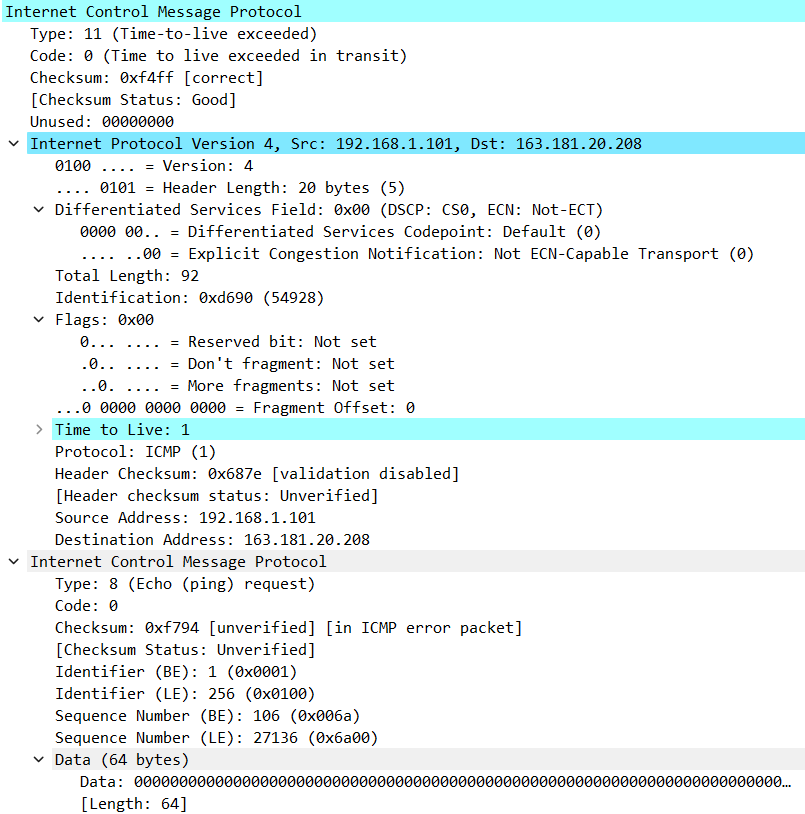 Internet Control Message Protocol
Type: 11 (Time-to-live exceeded)
Code: 0 (Time to live exceeded in transit)
Checksum: 0xf4ff [correct]
[Checksum Status: Good]
Unused: 00000000
Internet Protocol Version 4, Src: 192.168.1.101, Dst: 163.181.20.208
0100 .... = Version: 4
.... 0101 = Header Length: 20 bytes (5)
Differentiated Services Field: 0x00 (DSCP: CS0, ECN: Not-ECT)
0000 00.. = Differentiated Services Codepoint: Default (0)
.... ..00 = Explicit Congestion Notification: Not ECN-Capable Transport (0)
Total Length: 92
Identification: 0xd690 (54928)
Flags: 0x00
0... .... = Reserved bit: Not set
.0.. .... = Don't fragment: Not set
..0. .... = More fragments: Not set
...0 0000 0000 0000 = Fragment Offset: 0
Time to Live: 1
Protocol: ICMP (1)
Header Checksum: 0x687e [validation disabled]
[Header checksum status: Unverified]
Source Address: 192.168.1.101
Destination Address: 163.181.20.208
Internet Control Message Protocol
Type: 8 (Echo (ping) request)
Code: 0
Checksum: 0xf794 [unverified] [in ICMP error packet]
[Checksum Status: Unverified]
Identifier (BE): 1 (0x0001)
Identifier (LE): 256 (0x0100)
Sequence Number (BE): 106 (0x006a)
Sequence Number (LE): 27136 (0x6a00)
Data (64 bytes)
Data: 000000000000000000000000000000000000000000000000000000000000000000000000…
[Length: 64]